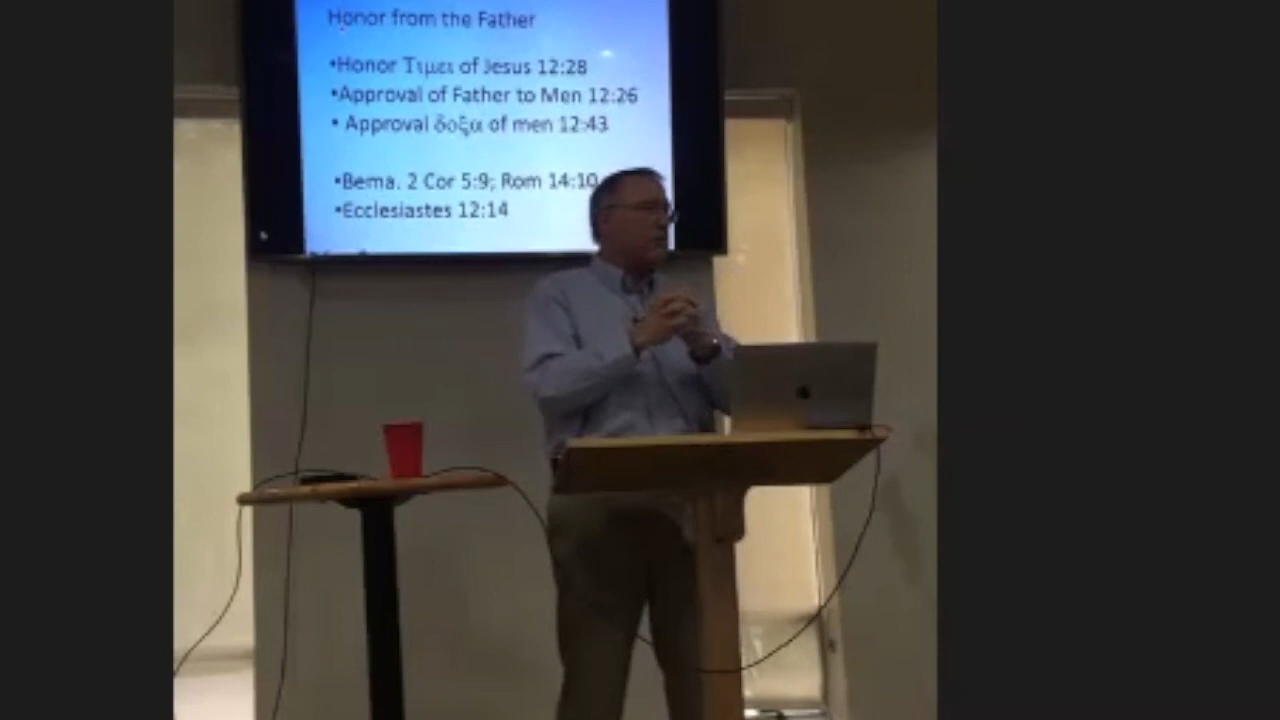 Honor from the Father
•Honor Τιμει of Jesus 12:28
•Approval of Father to Men 12:26
• Approval δοξα of men 12:43
•Bema. 2 Cor 5:9; Rom 14:10
•Ecclesiastes 12:14